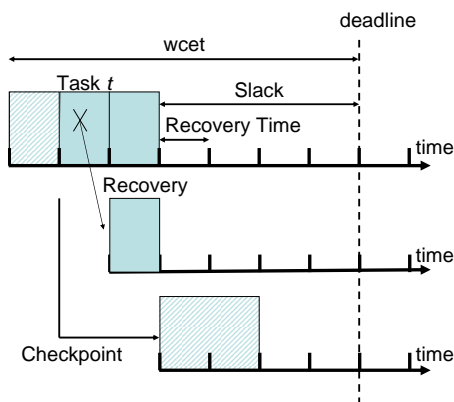 deadline
wcet
Task t
Slack
Recovery Time
time
Recovery
time
Checkpoint
time